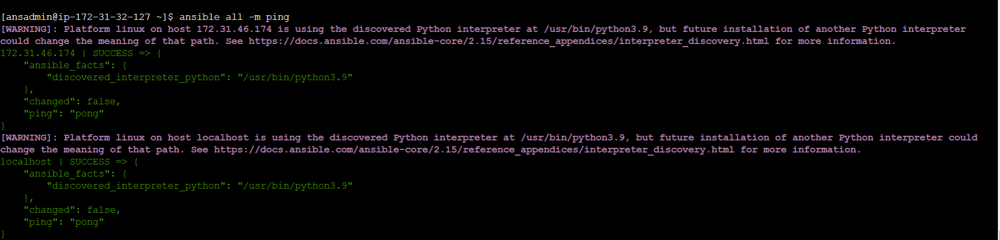 [ansadmin@ip-172-31-32-127 ~]$ ansible all -m ping
[WARNING]: Platform linux on host 172.31.46.174 is using the discovered Python interpreter at /usr/bin/python3.9, but future installation of another Python interpreter
could change the meaning of that path. See https://docs.ansible.com/ansible-core/2.15/reference_appendices/interpreter_discovery.html for more information.
172.31.46.174 | SUCCESS => {
    "ansible_facts": {
        "discovered_interpreter_python": "/usr/bin/python3.9"
    },
    "changed": false,
    "ping": "pong"
}
[WARNING]: Platform linux on host localhost is using the discovered Python interpreter at /usr/bin/python3.9, but future installation of another Python interpreter could
change the meaning of that path. See https://docs.ansible.com/ansible-core/2.15/reference_appendices/interpreter_discovery.html for more information.
localhost | SUCCESS => {
    "ansible_facts": {
        "discovered_interpreter_python": "/usr/bin/python3.9"
    },
    "changed": false,
    "ping": "pong"
}